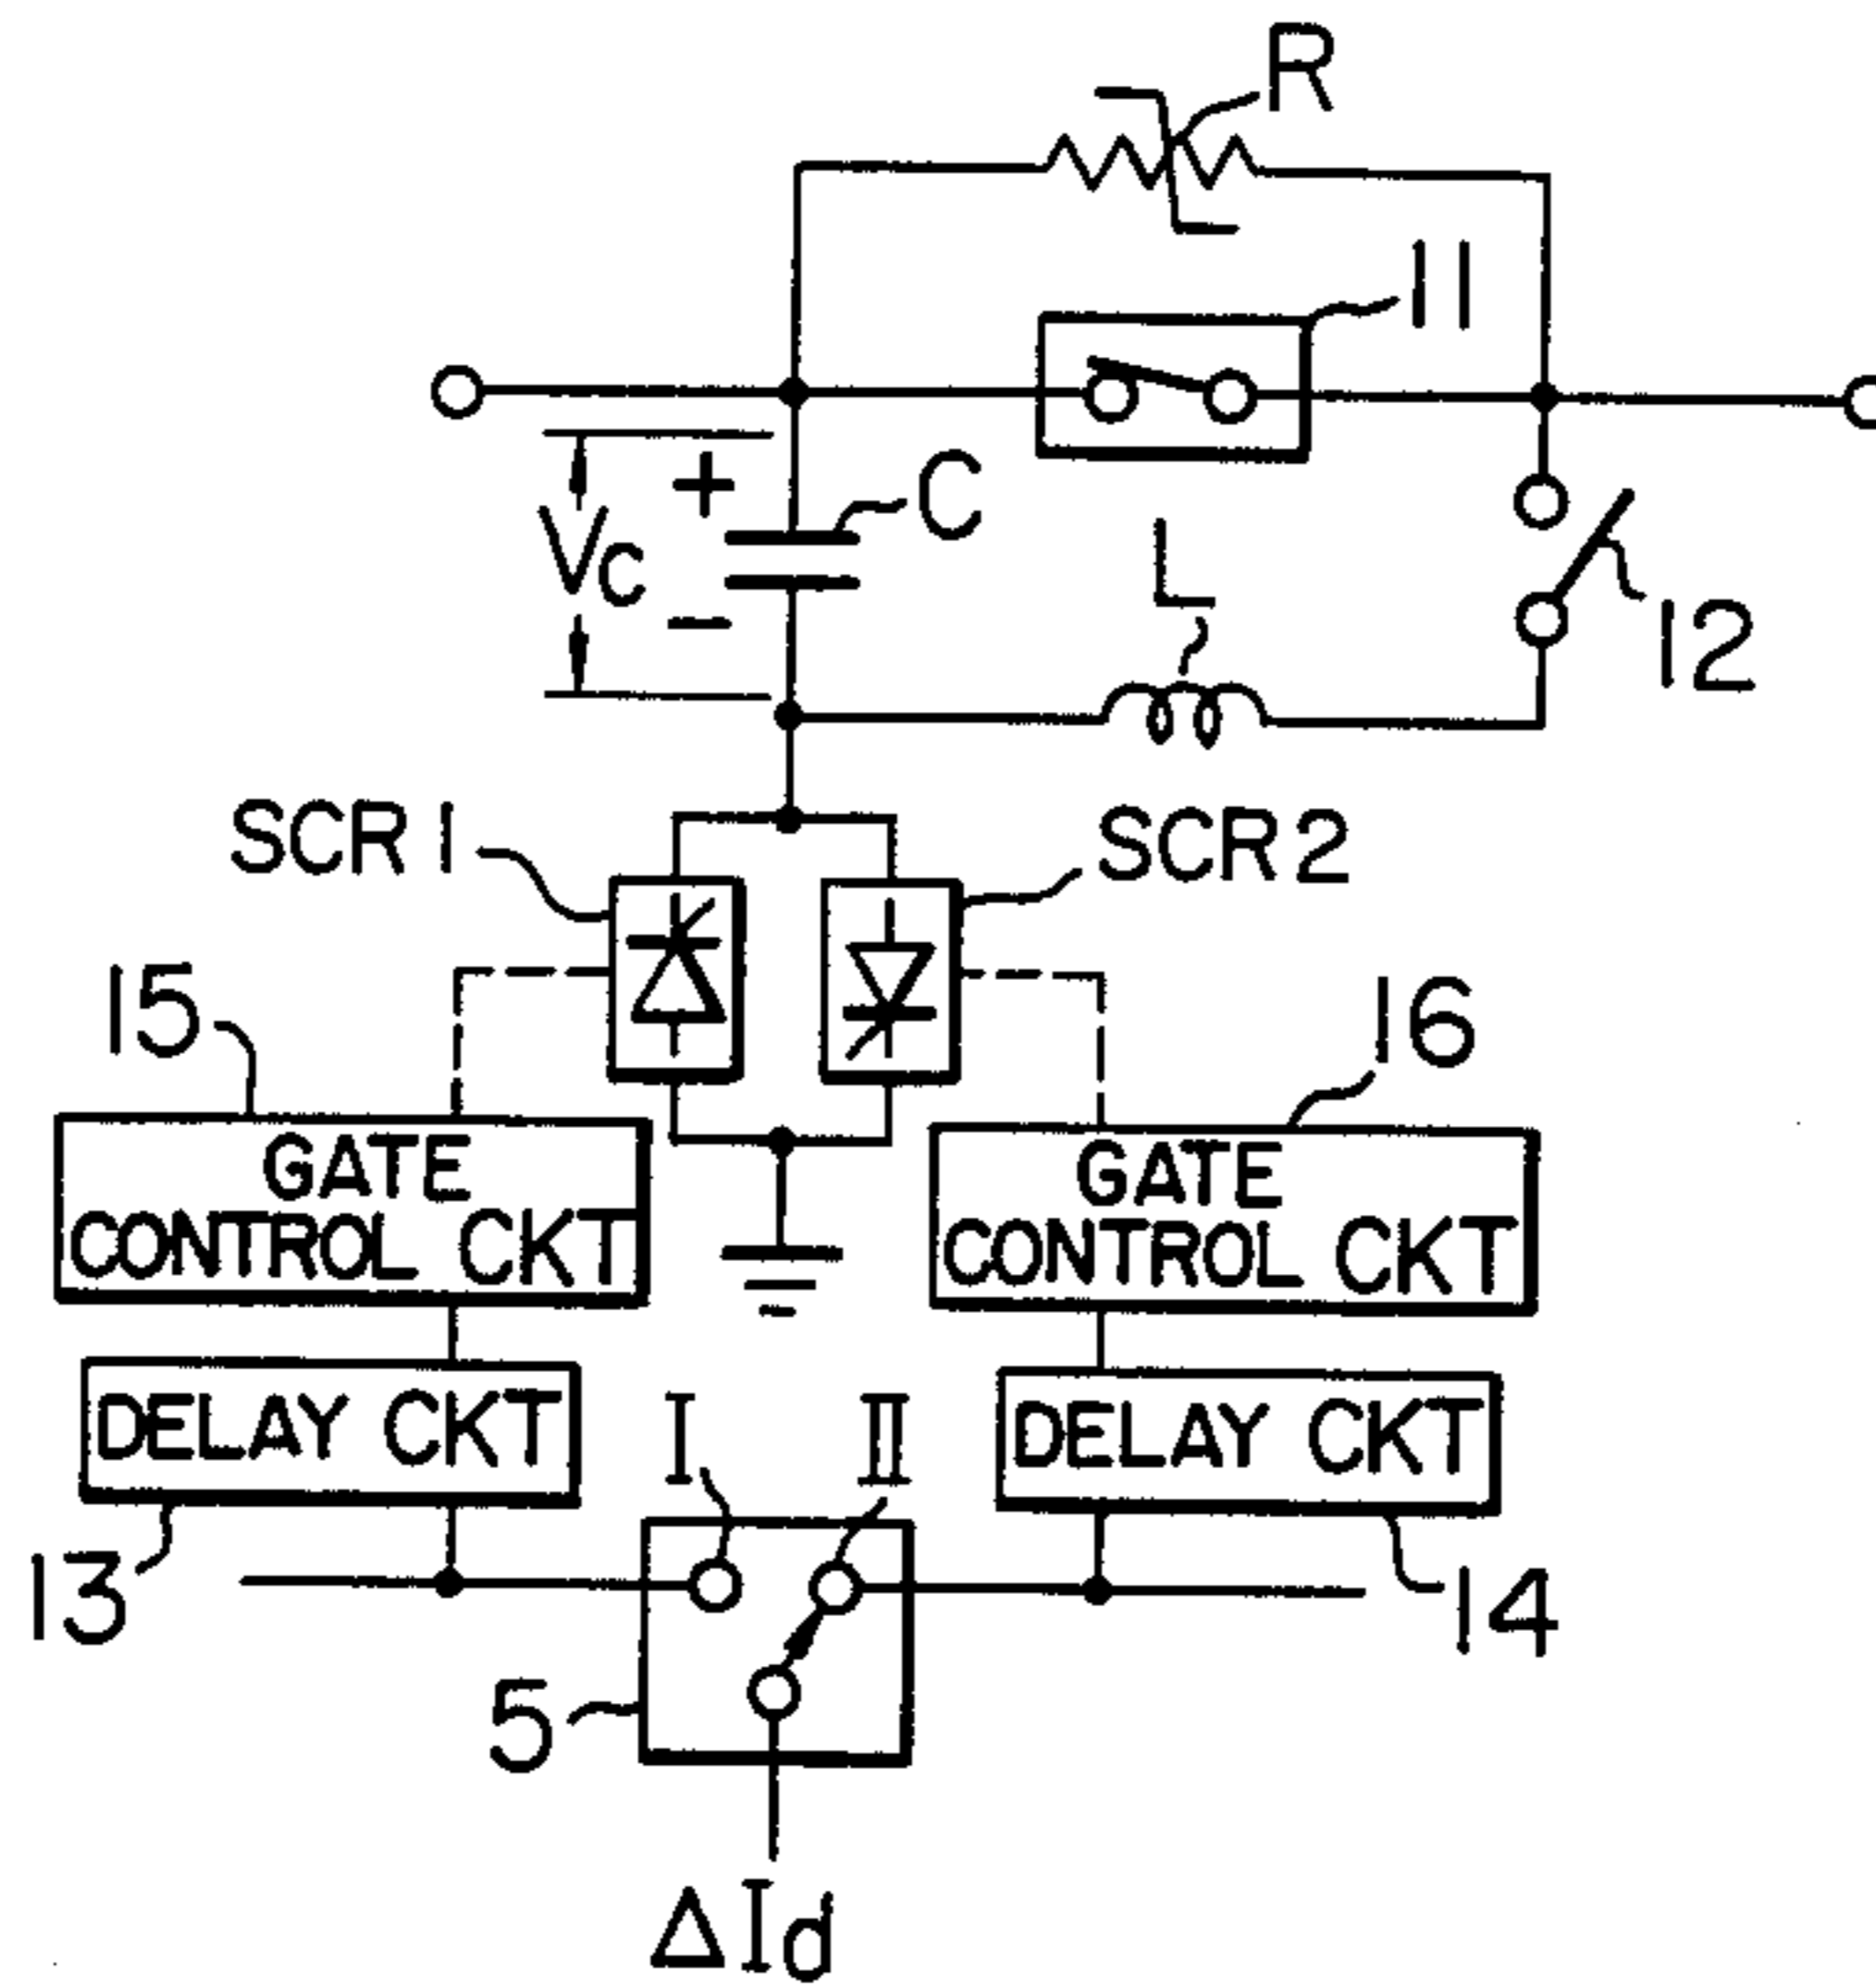 R
11
+
C
Vc
L
−
12
SCR1
SCR2
15
16
GATE
CONTROL CKT
GATE
CONTROL CKT
DELAY CKT
I
II
DELAY CKT
13
14
5
ΔId